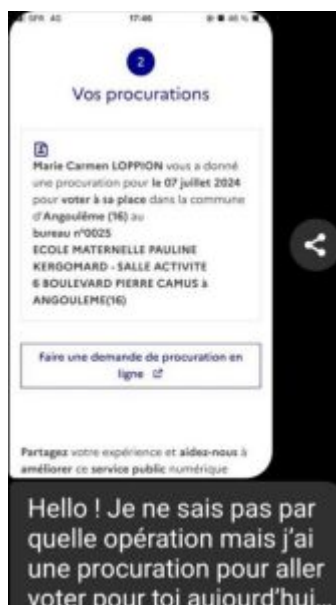 SFR 4G 17:46 46 %
2
Vos procurations
Marie Carmen LOPPION vous a donné
une procuration pour le 07 juillet 2024
pour voter à sa place dans la commune
d'Angoulême (16) au
bureau n°0025
ECOLE MATERNELLE PAULINE
KERGOMARD - SALLE ACTIVITE
6 BOULEVARD PIERRE CAMUS à
ANGOULEME(16)
Faire une demande de procuration en
ligne
Partagez votre expérience et aidez-nous à
améliorer ce service public numérique
Hello ! Je ne sais pas par
quelle opération mais j'ai
une procuration pour aller
voter pour toi aujourd'hui